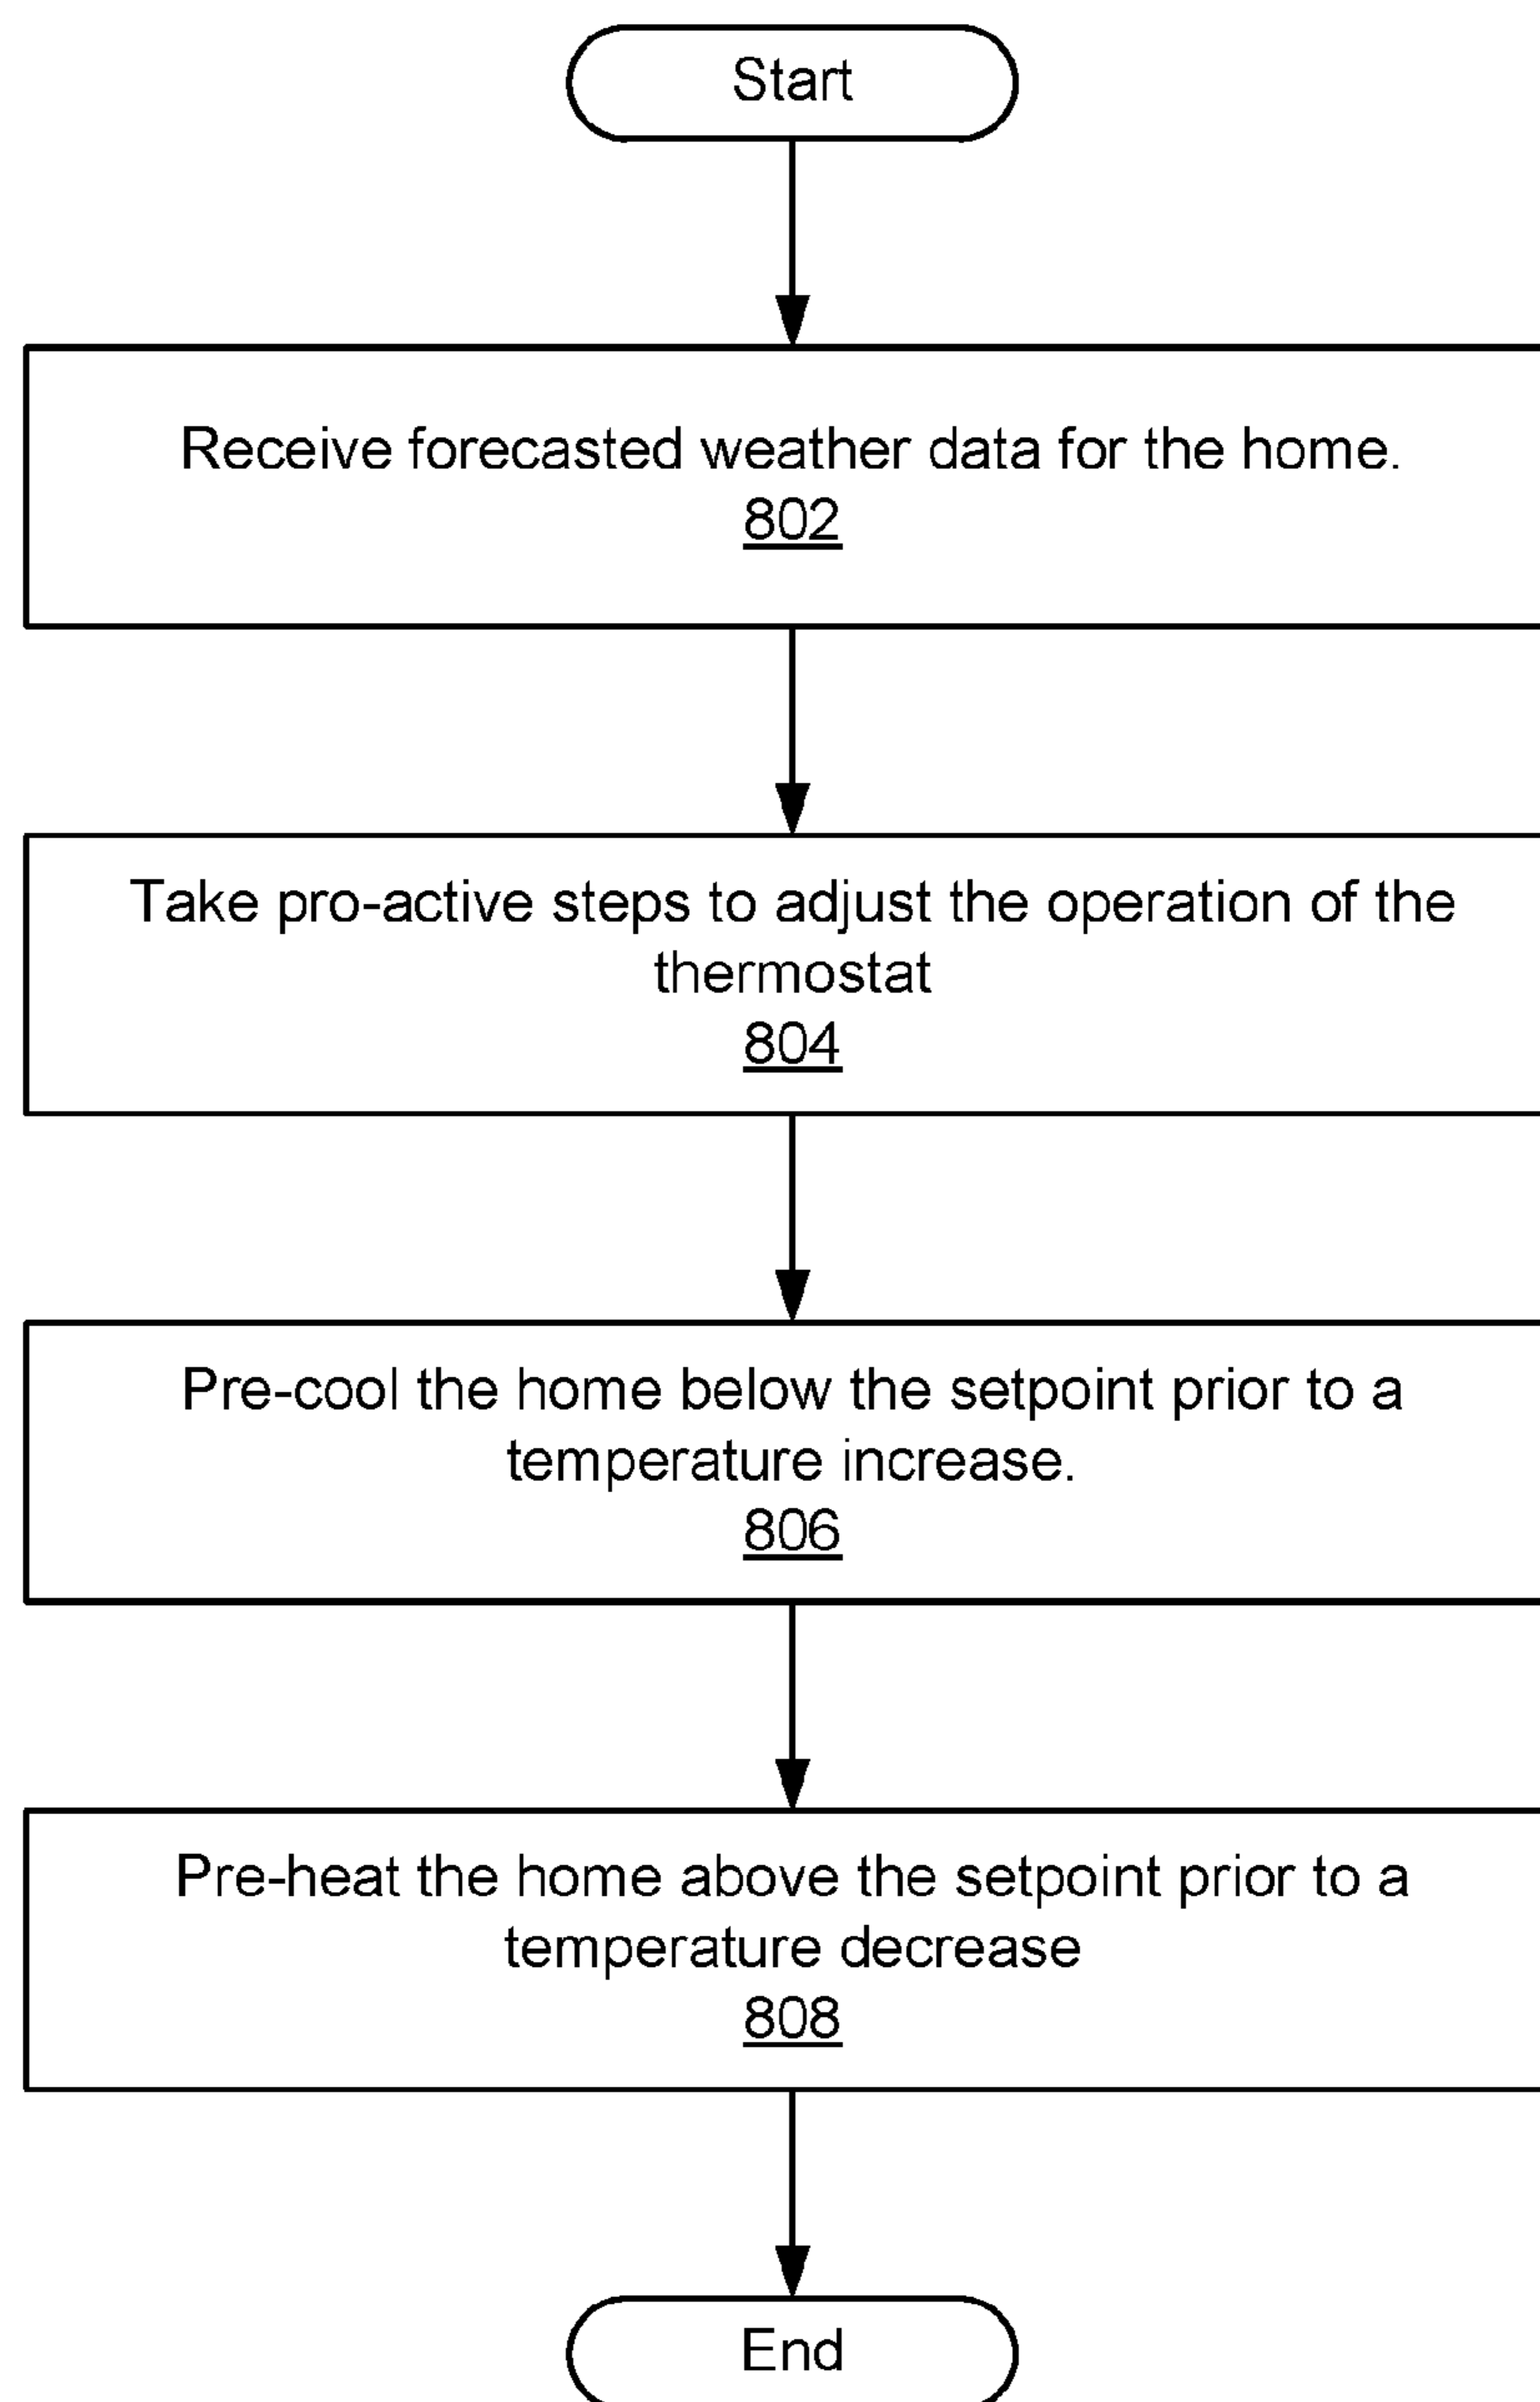 Start
Receive forecasted weather data for the home.
802
Take pro-active steps to adjust the operation of the
thermostat
804
Pre-cool the home below the setpoint prior to a
temperature increase.
806
Pre-heat the home above the setpoint prior to a
temperature decrease
808
End